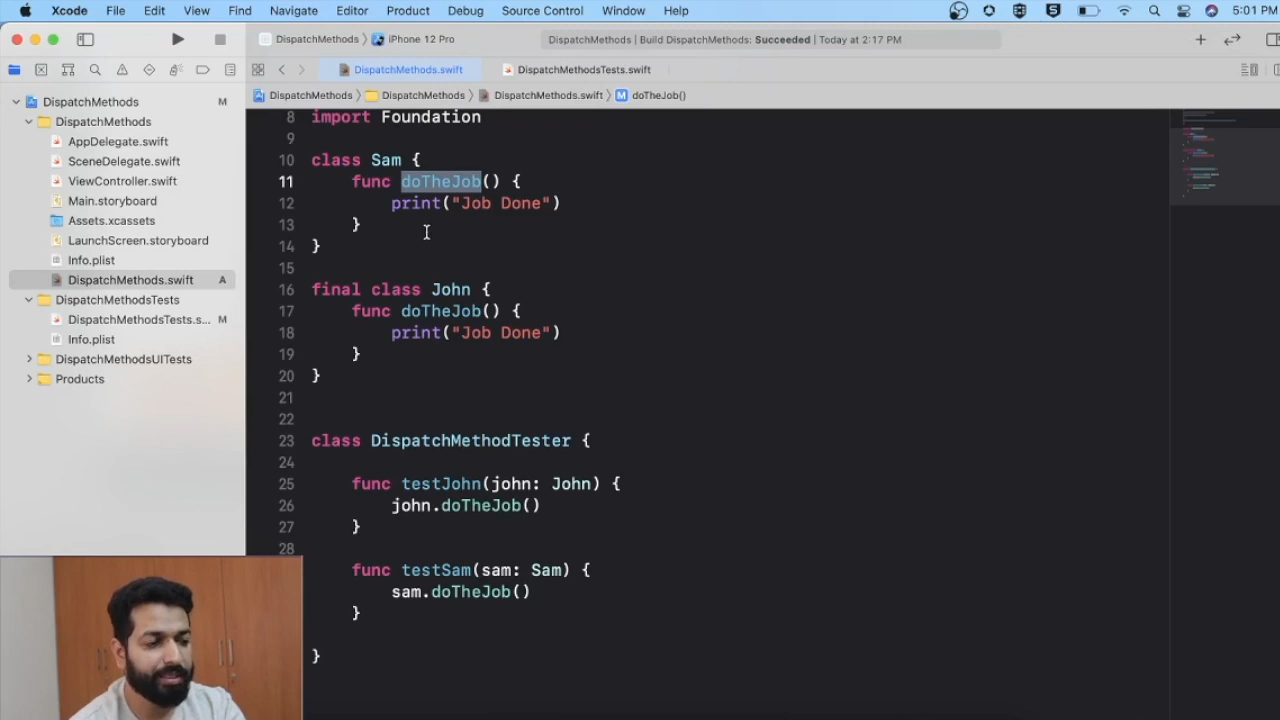 Xcode File Edit View Find Navigate Editor Product Debug Source Control Window Help 5:01 PM
DispatchMethods iPhone 12 Pro DispatchMethods | Build DispatchMethods: Succeeded | Today at 2:17 PM
DispatchMethods.swift DispatchMethodsTests.swift
DispatchMethods DispatchMethods DispatchMethods.swift M doTheJob()
DispatchMethods M
DispatchMethods
AppDelegate.swift
SceneDelegate.swift
ViewController.swift
Main.storyboard
Assets.xcassets
LaunchScreen.storyboard
Info.plist
DispatchMethods.swift A
DispatchMethodsTests
DispatchMethodsTests.s... M
Info.plist
DispatchMethodsUITests
Products
8 import Foundation
9
10 class Sam {
11 func doTheJob() {
12 print("Job Done")
13 }
14 }
15
16 final class John {
17 func doTheJob() {
18 print("Job Done")
19 }
20 }
21
22
23 class DispatchMethodTester {
24
25 func testJohn(john: John) {
26 john.doTheJob()
27 }
28
func testSam(sam: Sam) {
sam.doTheJob()
}
}